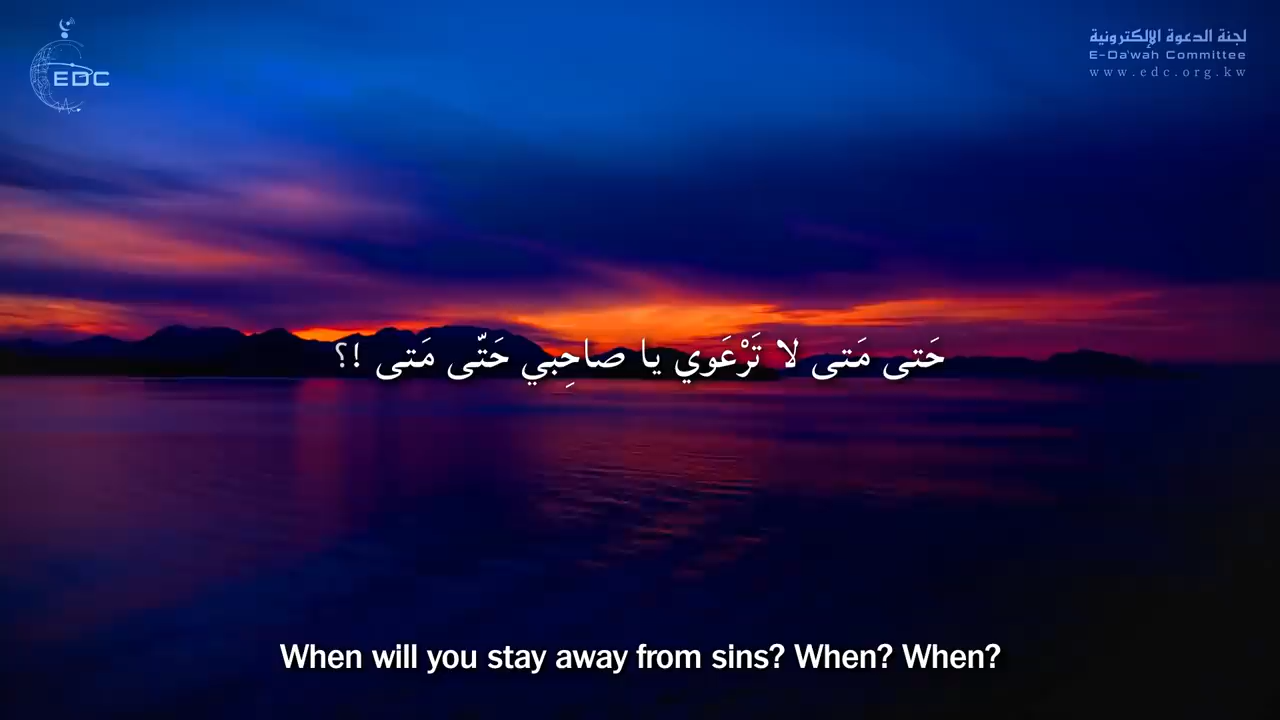 EDC
لجنة الدعوة الإلكترونية
E-Da'wah Committee
www.edc.org.kw
حَتى مَتى لا تَرْعَوي يا صاحِبي حَتّى مَتى !؟
When will you stay away from sins? When? When?